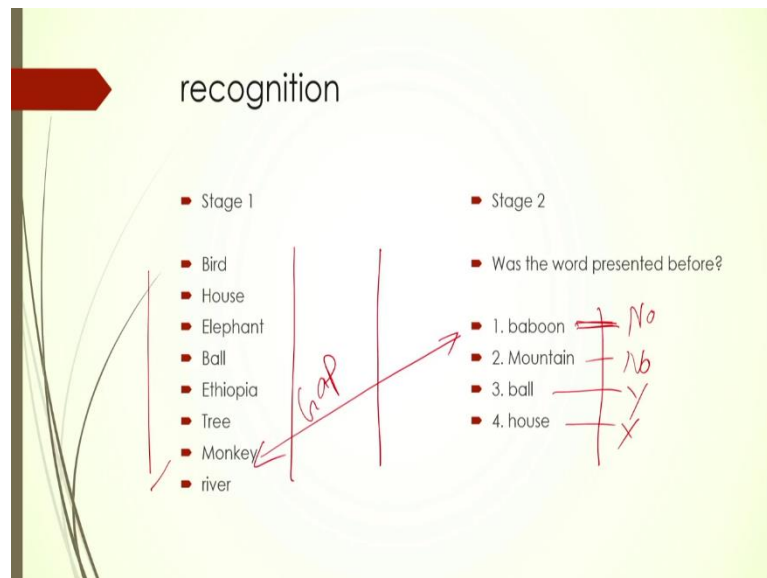 recognition
Stage 1
Bird
House
Elephant
Ball
Ethiopia
Tree
Monkey
river
Gap
Stage 2
Was the word presented before?
1. baboon No
2. Mountain No
3. ball Y
4. house Y